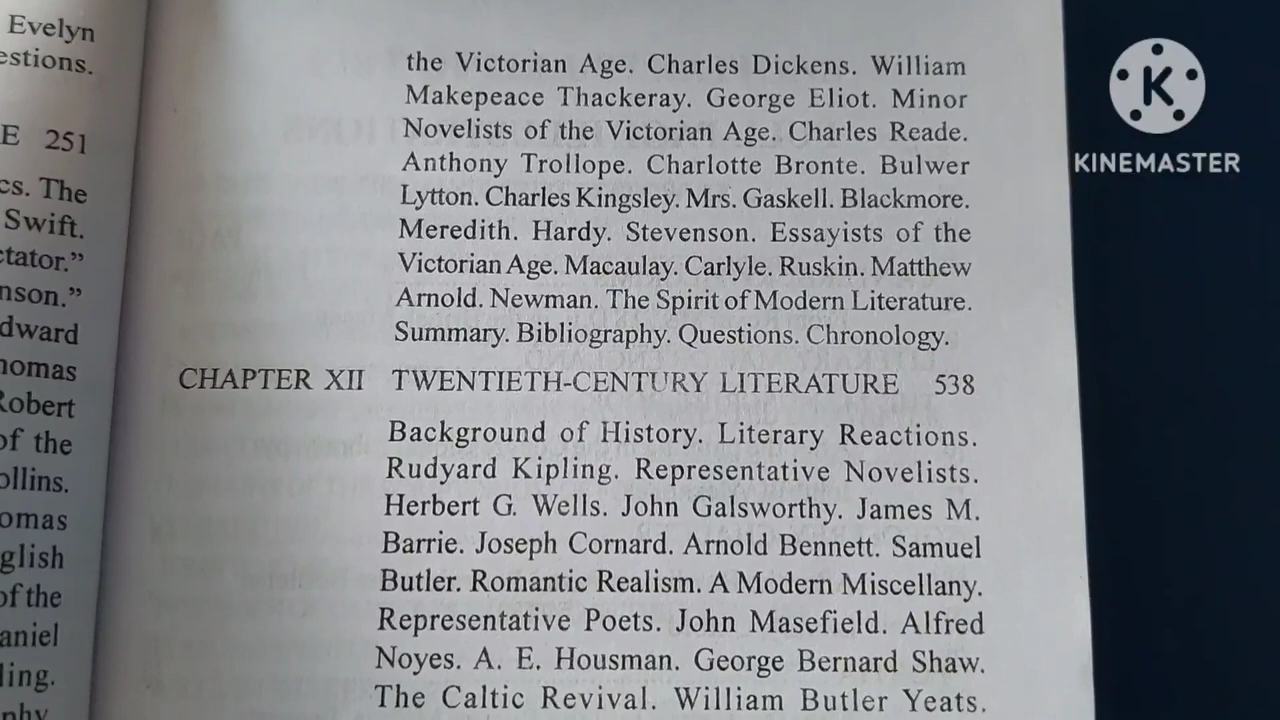 Evelyn
estions.
E 251
cs. The
Swift.
ctator.”
nson.”
dward
homas
Robert
of the
ollins.
omas
glish
of the
aniel
ling.
phy.
the Victorian Age. Charles Dickens. William
Makepeace Thackeray. George Eliot. Minor
Novelists of the Victorian Age. Charles Reade.
Anthony Trollope. Charlotte Bronte. Bulwer
Lytton. Charles Kingsley. Mrs. Gaskell. Blackmore.
Meredith. Hardy. Stevenson. Essayists of the
Victorian Age. Macaulay. Carlyle. Ruskin. Matthew
Arnold. Newman. The Spirit of Modern Literature.
Summary. Bibliography. Questions. Chronology.
CHAPTER XII TWENTIETH-CENTURY LITERATURE 538
Background of History. Literary Reactions.
Rudyard Kipling. Representative Novelists.
Herbert G. Wells. John Galsworthy. James M.
Barrie. Joseph Cornard. Arnold Bennett. Samuel
Butler. Romantic Realism. A Modern Miscellany.
Representative Poets. John Masefield. Alfred
Noyes. A. E. Housman. George Bernard Shaw.
The Caltic Revival. William Butler Yeats.
K
KINEMASTER